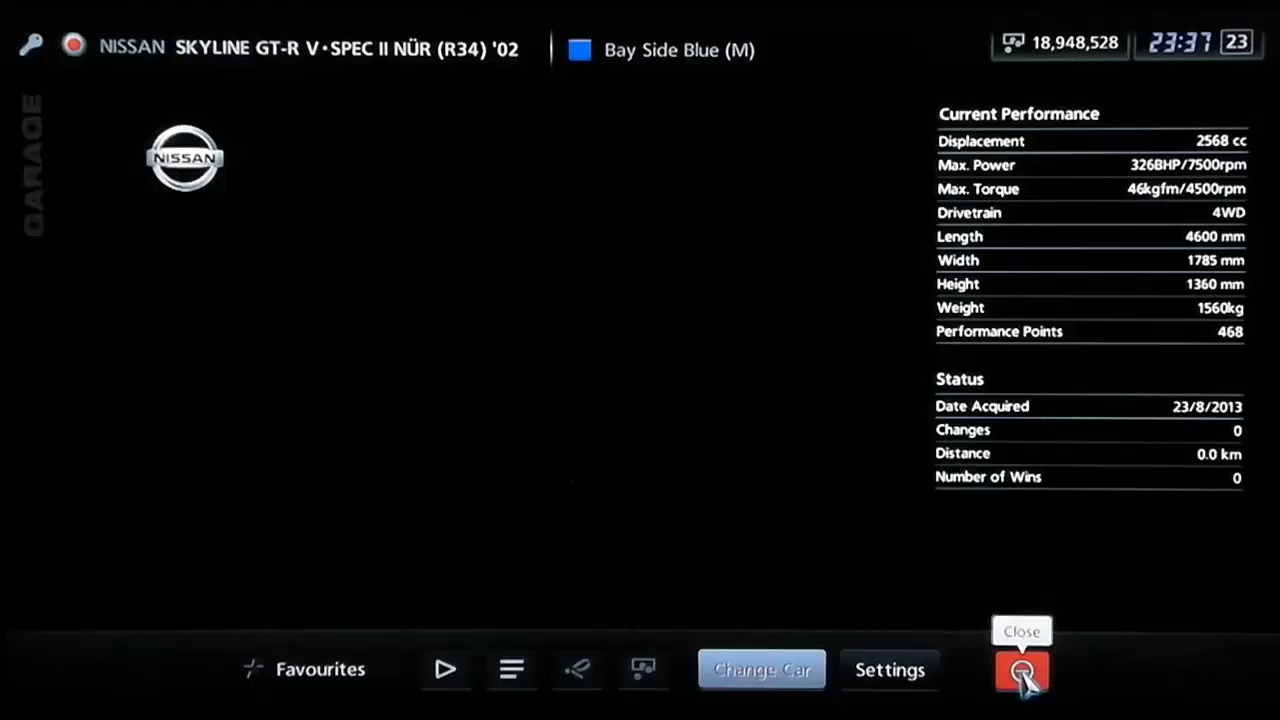 NISSAN SKYLINE GT-R V・SPEC II NÜR (R34) '02
Bay Side Blue (M)
18,948,528
23:37 23
GARAGE
NISSAN
Current Performance
Displacement 2568 cc
Max. Power 326BHP/7500rpm
Max. Torque 46kgfm/4500rpm
Drivetrain 4WD
Length 4600 mm
Width 1785 mm
Height 1360 mm
Weight 1560kg
Performance Points 468
Status
Date Acquired 23/8/2013
Changes 0
Distance 0.0 km
Number of Wins 0
Close
Favourites
Change Car
Settings